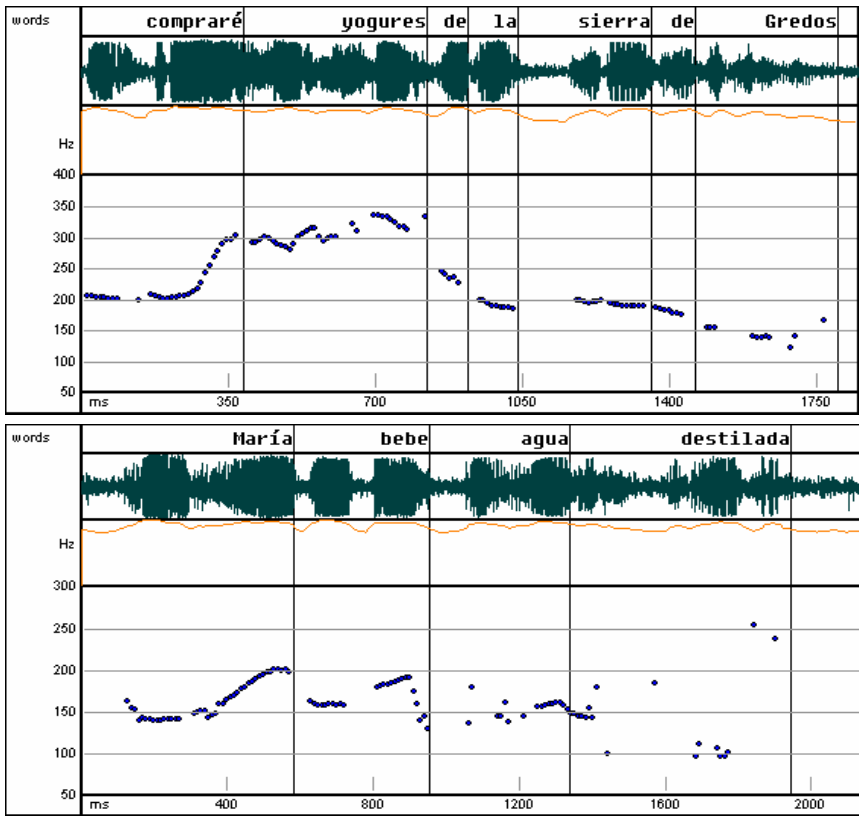 words compraré yogures de la sierra de Gredos
Hz
400
350
300
250
200
150
100
50
ms 350 700 1050 1400 1750
words María bebe agua destilada
Hz
300
250
200
150
100
50
ms 400 800 1200 1600 2000